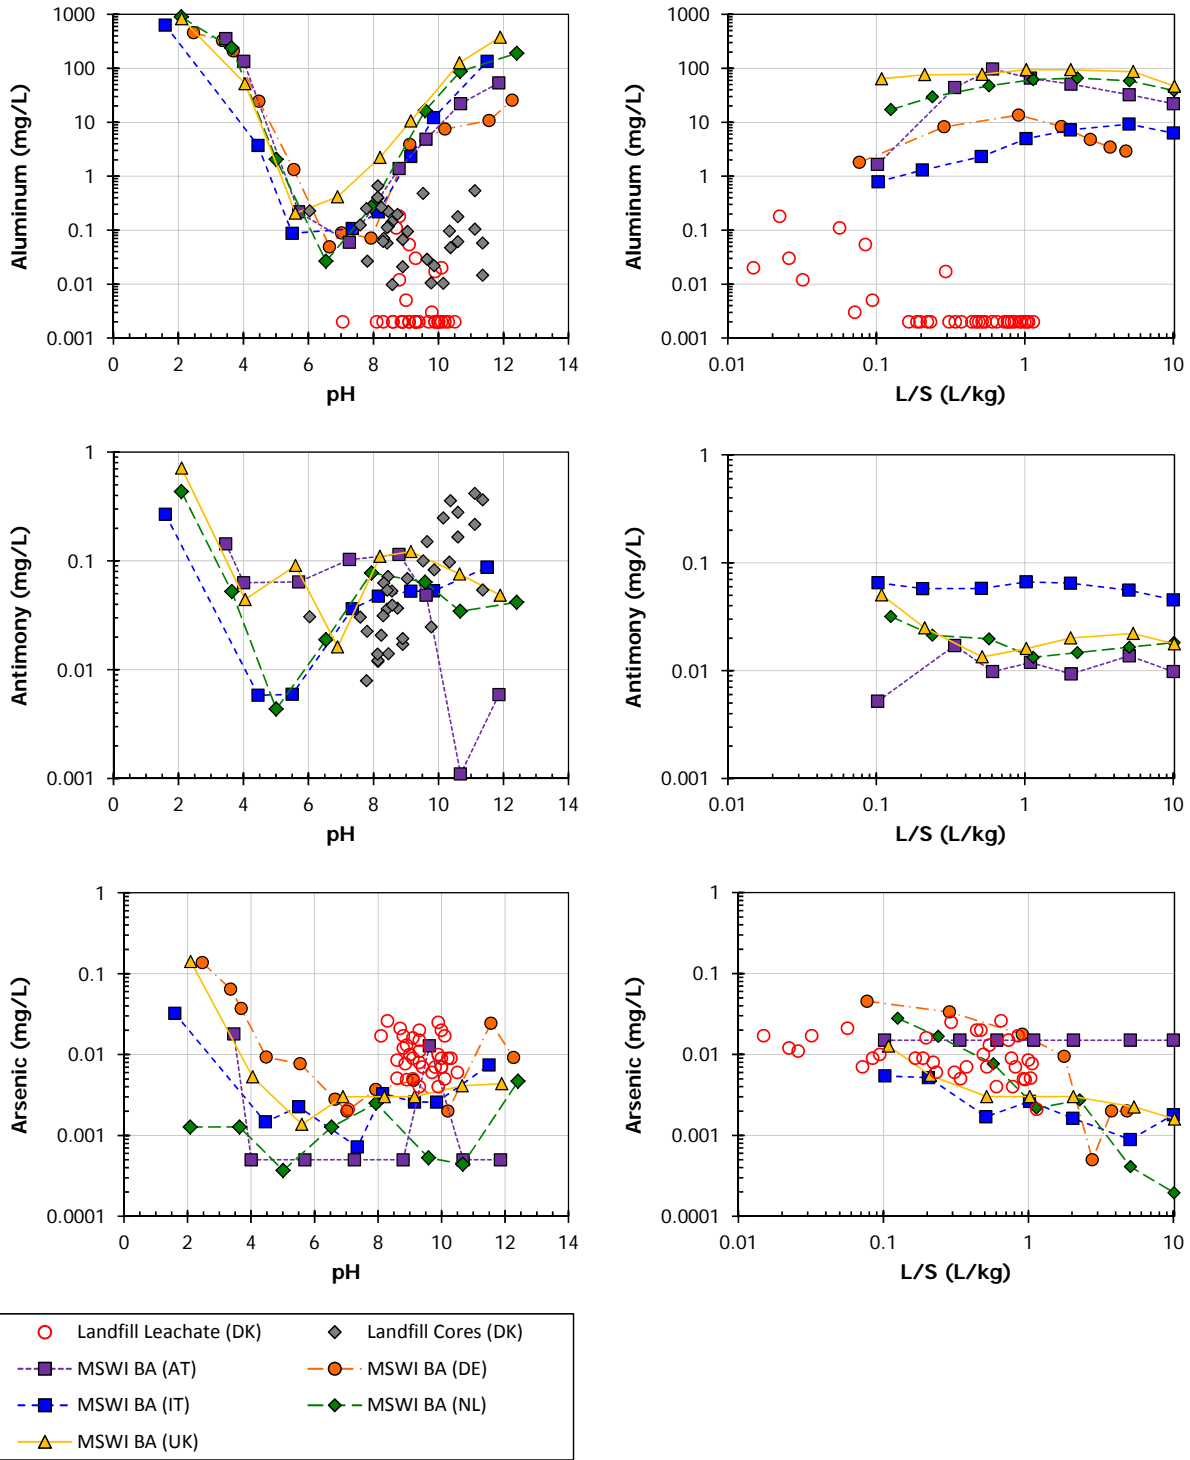 1000
100
10
1
0.1
0.01
0.001
Aluminum (mg/L)
0 2 4 6 8 10 12 14
pH
1000
100
10
1
0.1
0.01
0.001
Aluminum (mg/L)
0.01 0.1 1 10
L/S (L/kg)
1
0.1
0.01
0.001
Antimony (mg/L)
0 2 4 6 8 10 12 14
pH
1
0.1
0.01
0.001
Antimony (mg/L)
0.01 0.1 1 10
L/S (L/kg)
1
0.1
0.01
0.001
0.0001
Arsenic (mg/L)
0 2 4 6 8 10 12 14
pH
1
0.1
0.01
0.001
0.0001
Arsenic (mg/L)
0.01 0.1 1 10
L/S (L/kg)
Landfill Leachate (DK) Landfill Cores (DK)
MSWI BA (AT) MSWI BA (DE)
MSWI BA (IT) MSWI BA (NL)
MSWI BA (UK)